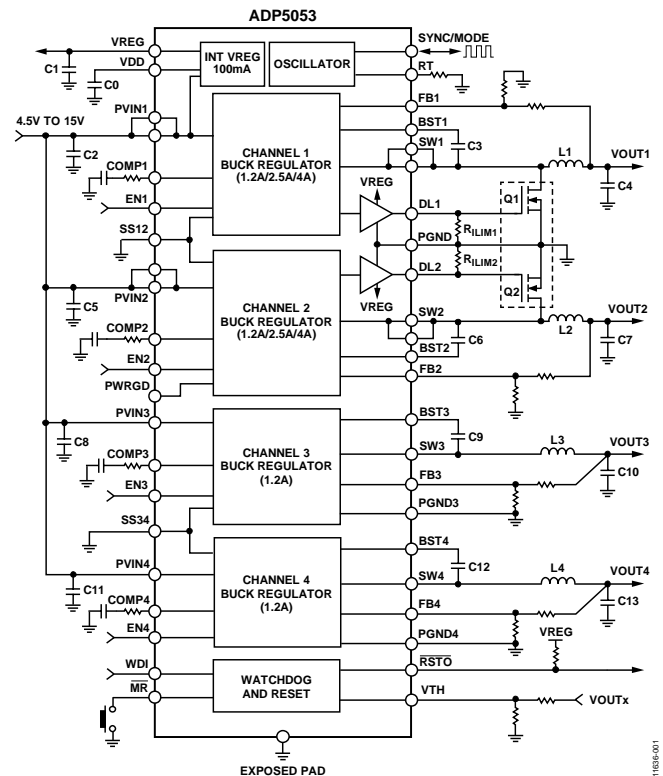 ADP5053
VREG
C1
VDD
C0
INT VREG
100mA
OSCILLATOR
SYNC/MODE
RT
4.5V TO 15V
PVIN1
C2
COMP1
EN1
SS12
CHANNEL 1
BUCK REGULATOR
(1.2A/2.5A/4A)
FB1
BST1
SW1
C3
L1
VOUT1
C4
VREG
DL1
Q1
RILIM1
PGND
RILIM2
DL2
Q2
VREG
C5
PVIN2
COMP2
EN2
PWRGD
CHANNEL 2
BUCK REGULATOR
(1.2A/2.5A/4A)
SW2
C6
BST2
FB2
L2
VOUT2
C7
PVIN3
C8
COMP3
EN3
SS34
CHANNEL 3
BUCK REGULATOR
(1.2A)
BST3
C9
SW3
L3
VOUT3
C10
FB3
PGND3
PVIN4
C11
COMP4
EN4
CHANNEL 4
BUCK REGULATOR
(1.2A)
BST4
C12
SW4
L4
VOUT4
C13
FB4
PGND4
VREG
WDI
MR
WATCHDOG
AND RESET
RSTO
VTH
VOUTx
EXPOSED PAD
11636-001